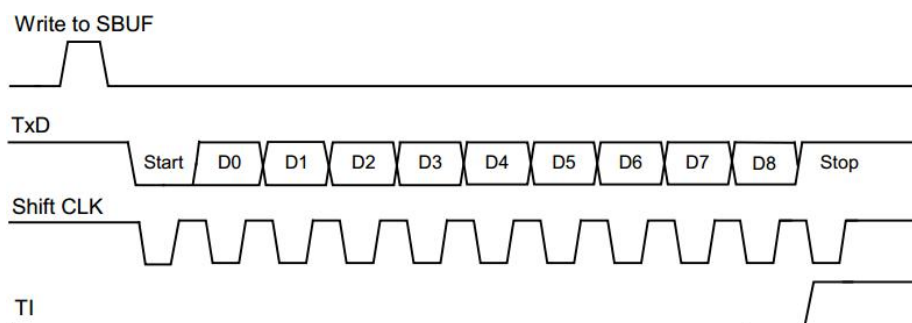 Write to SBUF
TxD
Start D0 D1 D2 D3 D4 D5 D6 D7 D8 Stop
Shift CLK
TI